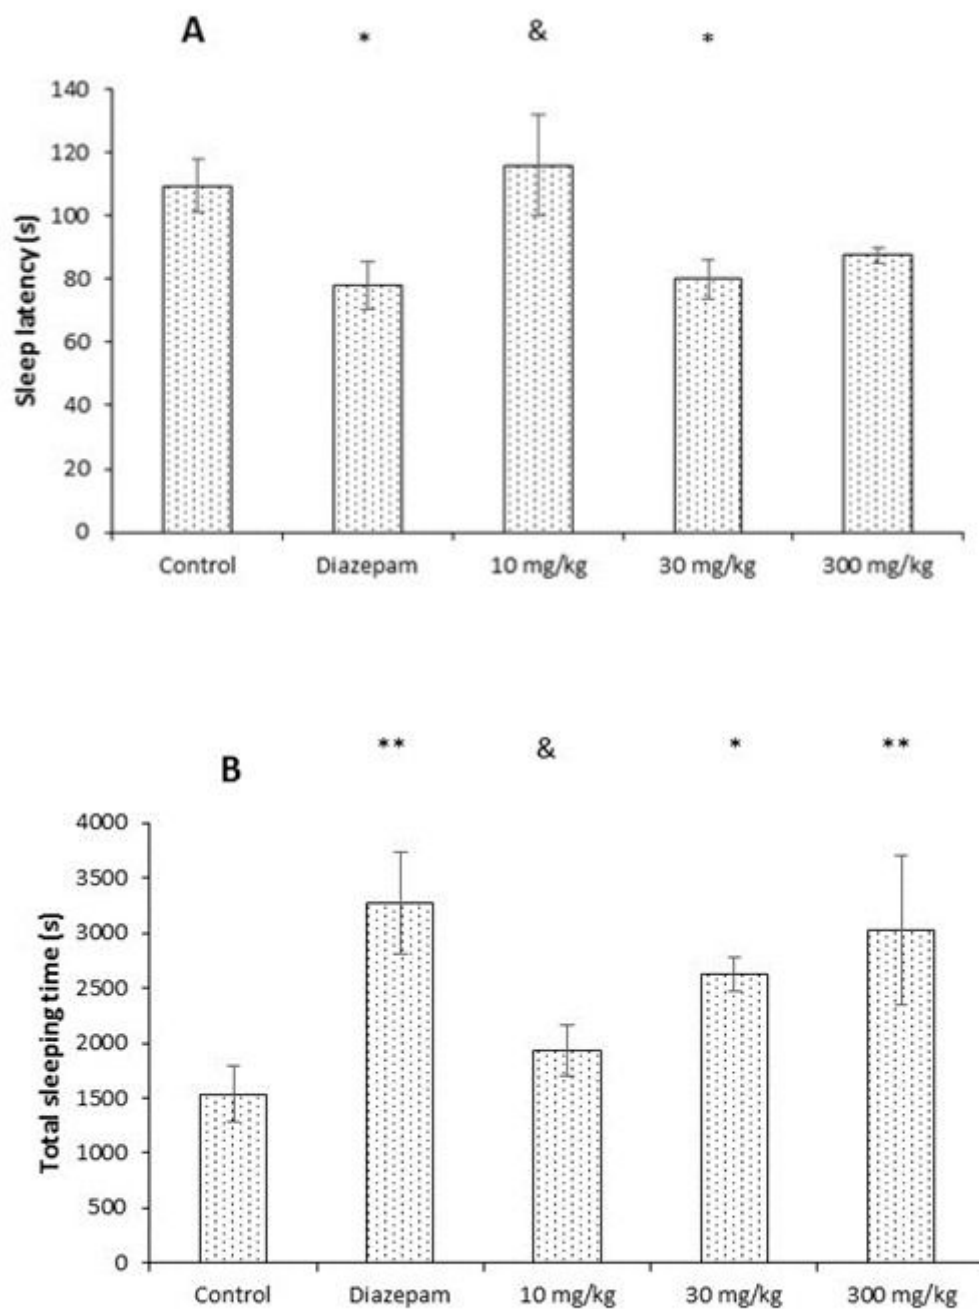 A * & *
140
120
100
80
60
40
20
0
Sleep latency (s)
Control Diazepam 10 mg/kg 30 mg/kg 300 mg/kg
B ** & * **
4000
3500
3000
2500
2000
1500
1000
500
0
Total sleeping time (s)
Control Diazepam 10 mg/kg 30 mg/kg 300 mg/kg